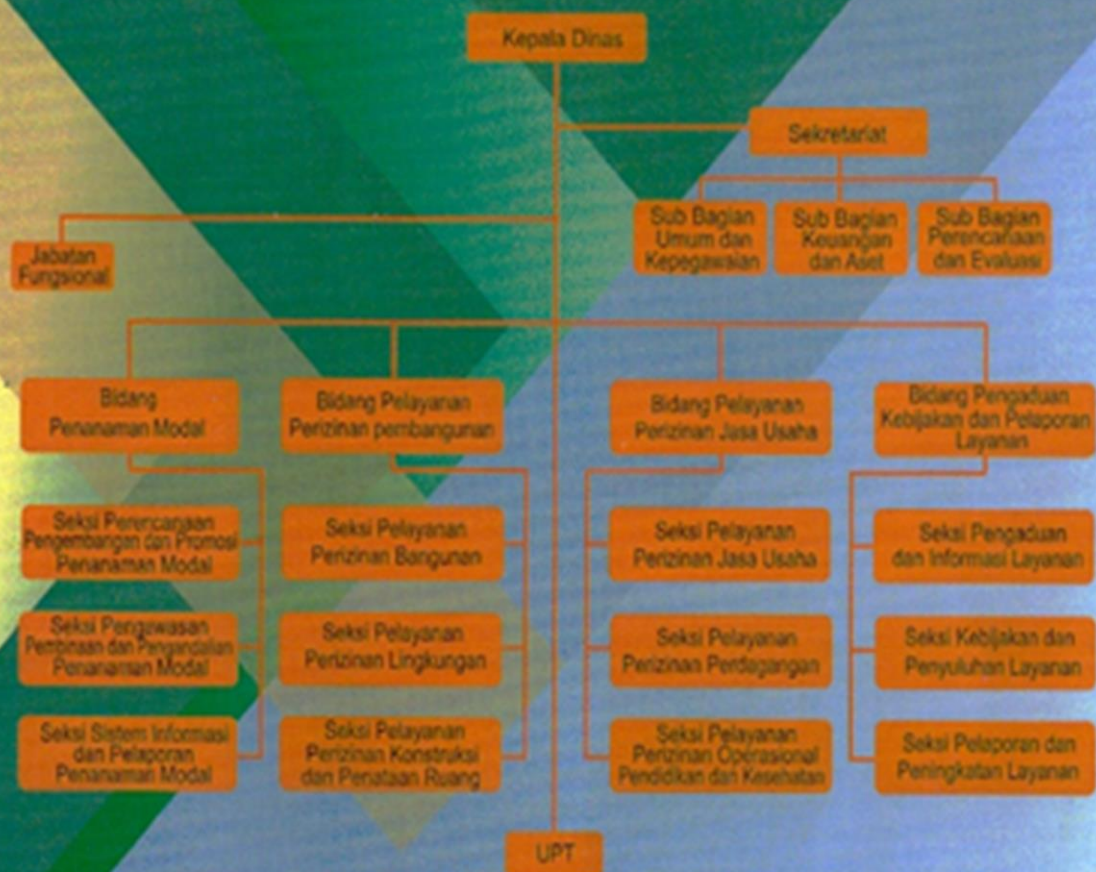 Kepala Dinas
Sekretariat
Sub Bagian
Umum dan
Kepegawaian
Sub Bagian
Keuangan
dan Aset
Sub Bagian
Perencanaan
dan Evaluasi
Jabatan
Fungsional
Bidang
Penanaman Modal
Bidang Pelayanan
Perizinan pembangunan
Bidang Pelayanan
Perizinan Jasa Usaha
Bidang Pengaduan
Kebijakan dan Pelaporan
Layanan
Seksi Perencanaan
Pengembangan dan Promosi
Penanaman Modal
Seksi Pelayanan
Perizinan Bangunan
Seksi Pelayanan
Perizinan Jasa Usaha
Seksi Pengaduan
dan Informasi Layanan
Seksi Pengawasan
Pembinaan dan Pengendalian
Penanaman Modal
Seksi Pelayanan
Perizinan Lingkungan
Seksi Pelayanan
Perizinan Perdagangan
Seksi Kebijakan dan
Penyuluhan Layanan
Seksi Sistem Informasi
dan Pelaporan
Penanaman Modal
Seksi Pelayanan
Perizinan Konstruksi
dan Penataan Ruang
Seksi Pelayanan
Perizinan Operasional
Pendidikan dan Kesehatan
Seksi Pelaporan dan
Peningkatan Layanan
UPT